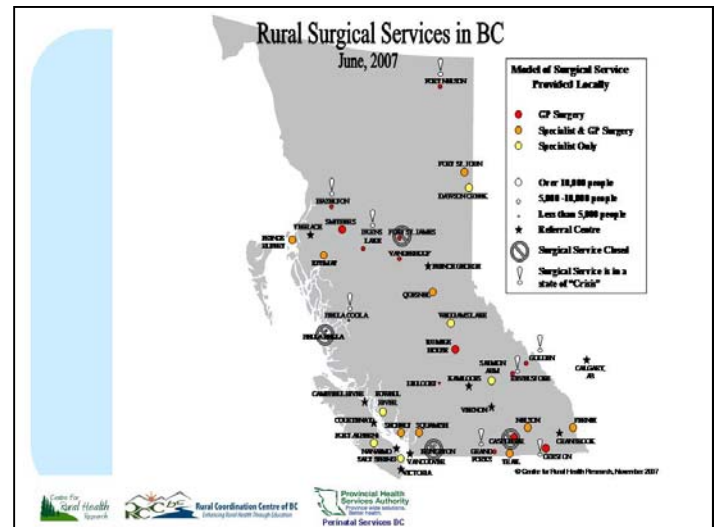 Rural Surgical Services in BC
June, 2007
Model of Surgical Service
Provided Locally
GP Surgery
Specialist & GP Surgery
Specialist Only
Over 10,000 people
5,000 -10,000 people
Less than 5,000 people
Referral Centre
Surgical Service Closed
Surgical Service is in a
state of "Crisis"
FORT NELSON
FORT ST. JOHN
DAWSON CREEK
HAZELTON
SMITHERS
TERRACE
PRINCE
RUPERT
KITIMAT
BURNS
LAKE
FORT ST. JAMES
VANDERHOOF
PRINCE GEORGE
QUESNEL
BELLA COOLA
BELLA BELLA
WILLIAMS LAKE
100 MILE
HOUSE
GOLDEN
SALMON
ARM
REVELSTOKE
CALGARY,
AB
LILLOOET
KAMLOOPS
CAMPBELL RIVER
POWELL
RIVER
VERNON
COURTENAY
SECHELT
SQUAMISH
NELSON
FERNIE
PORT ALBERNI
CRANBROOK
NANAIMO
SALT SPRING
VANCOUVER
VICTORIA
GRAND
FORKS
TRAIL
CRESTON
© Centre for Rural Health Research, November 2007
Centre for
Rural Health
Research
RCCbc
Rural Coordination Centre of BC
Enhancing Rural Health Through Education
Provincial Health
Services Authority
Province-wide solutions.
Better health.
Perinatal Services BC